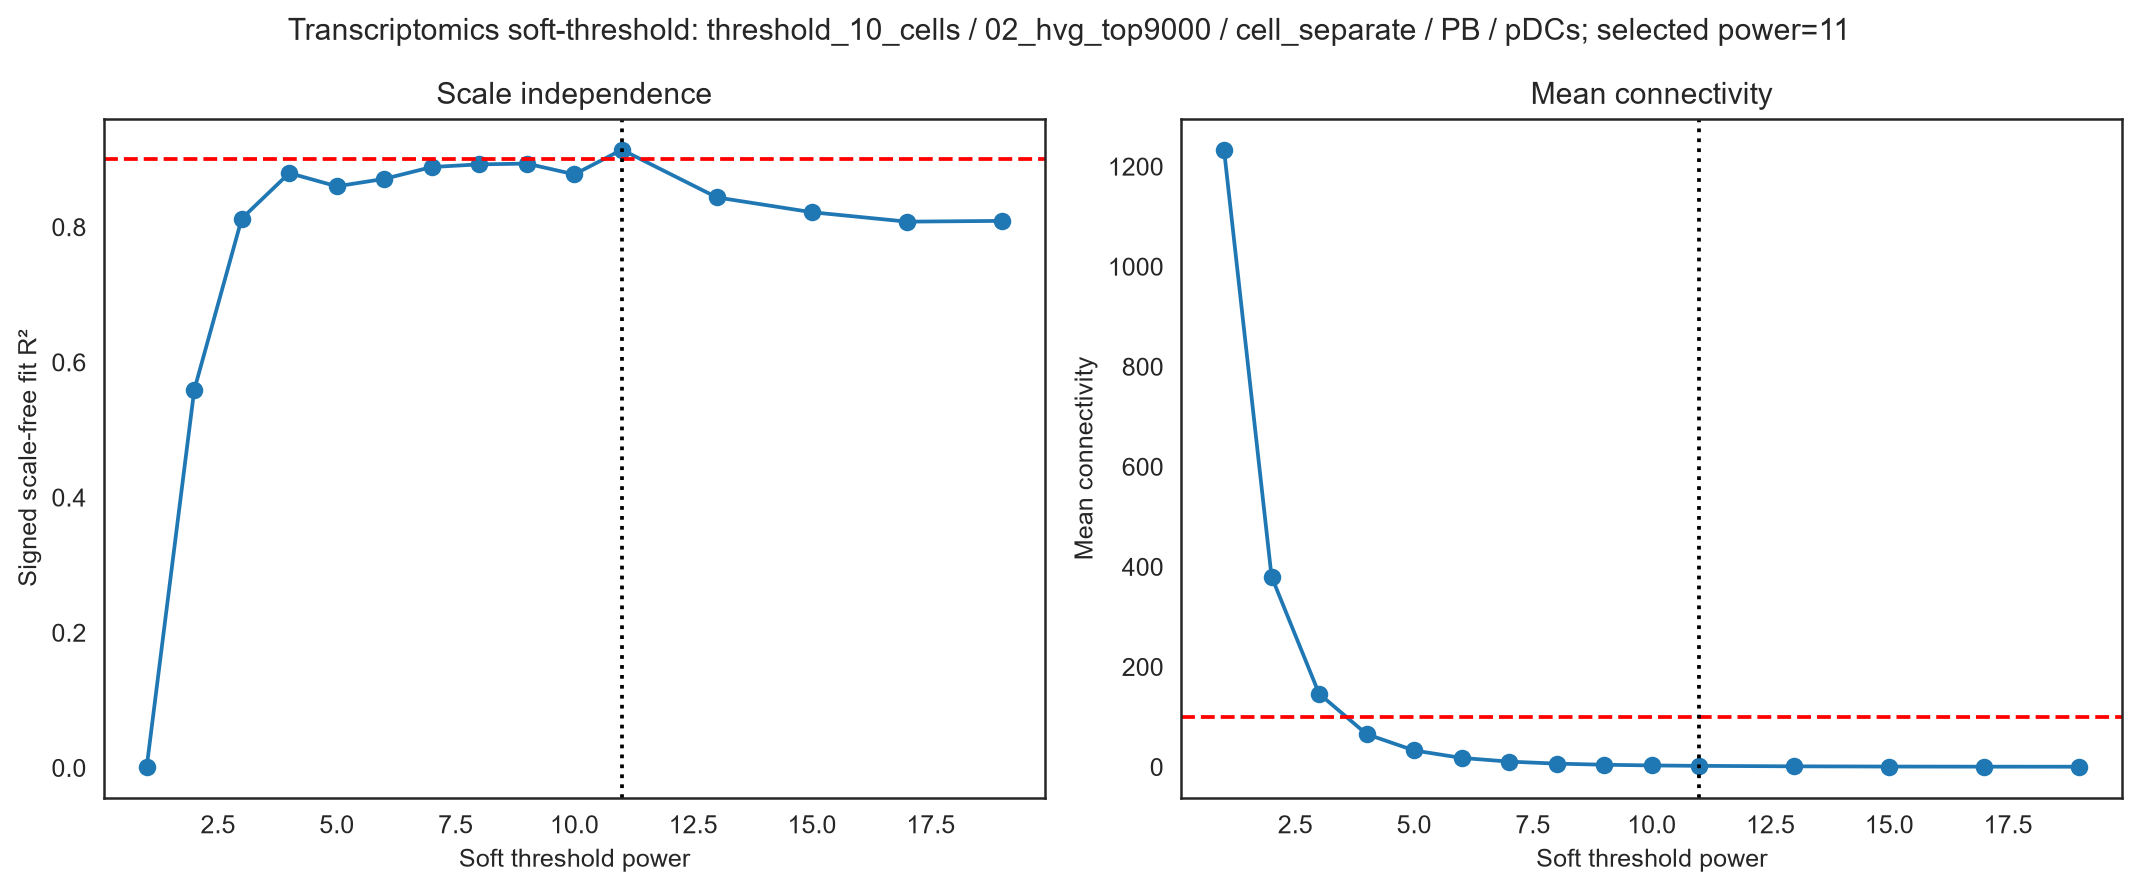 Transcriptomics soft-threshold: threshold_10_cells / 02_hvg_top9000 / cell_separate / PB / pDCs; selected power=11
Scale independence
Signed scale-free fit R²
0.8
0.6
0.4
0.2
0.0
2.5 5.0 7.5 10.0 12.5 15.0 17.5
Soft threshold power
Mean connectivity
Mean connectivity
1200
1000
800
600
400
200
0
2.5 5.0 7.5 10.0 12.5 15.0 17.5
Soft threshold power